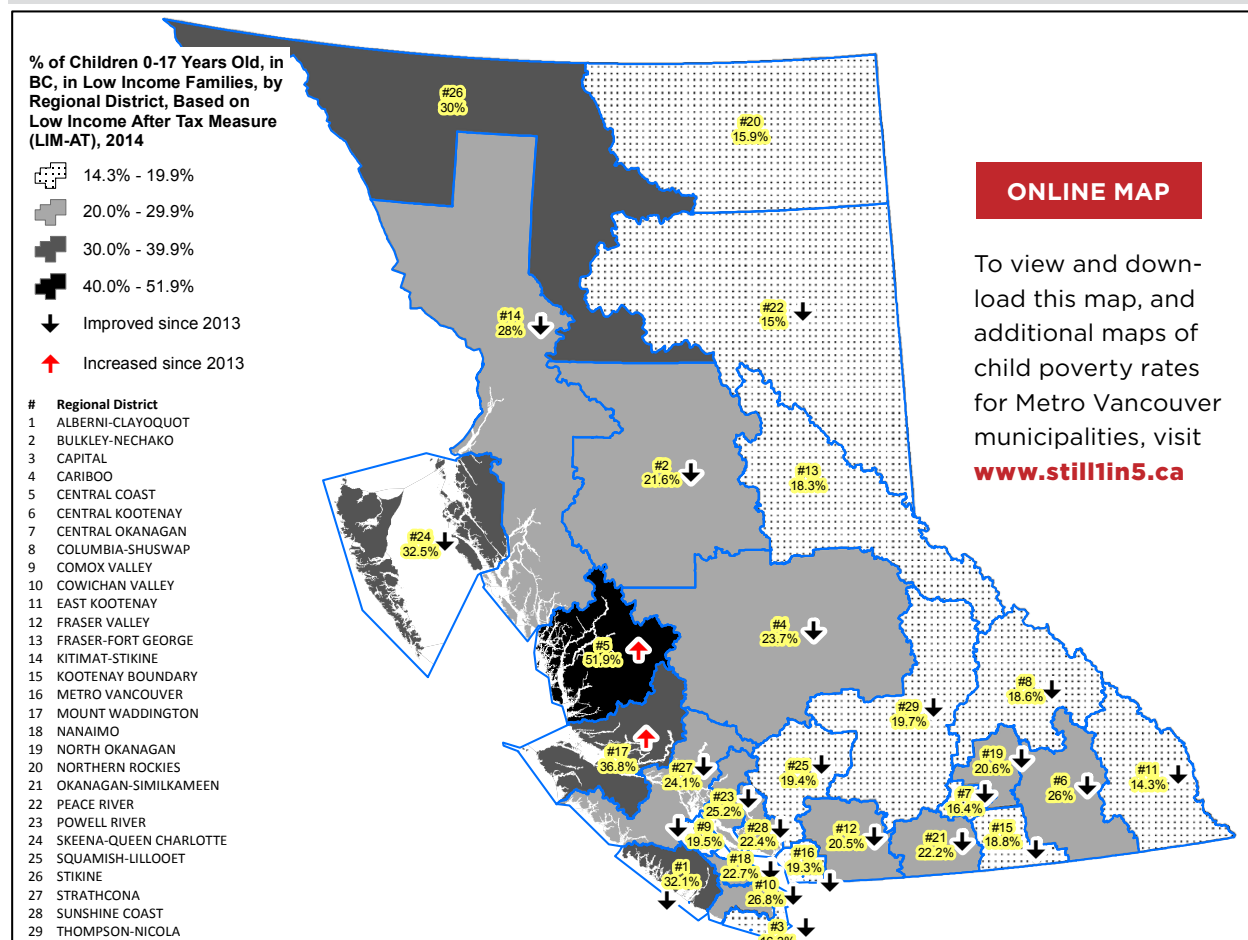 % of Children 0-17 Years Old, in
BC, in Low Income Families, by
Regional District, Based on
Low Income After Tax Measure
(LIM-AT), 2014
14.3% - 19.9%
20.0% - 29.9%
30.0% - 39.9%
40.0% - 51.9%
Improved since 2013
Increased since 2013
# Regional District
1 ALBERNI-CLAYOQUOT
2 BULKLEY-NECHAKO
3 CAPITAL
4 CARIBOO
5 CENTRAL COAST
6 CENTRAL KOOTENAY
7 CENTRAL OKANAGAN
8 COLUMBIA-SHUSWAP
9 COMOX VALLEY
10 COWICHAN VALLEY
11 EAST KOOTENAY
12 FRASER VALLEY
13 FRASER-FORT GEORGE
14 KITIMAT-STIKINE
15 KOOTENAY BOUNDARY
16 METRO VANCOUVER
17 MOUNT WADDINGTON
18 NANAIMO
19 NORTH OKANAGAN
20 NORTHERN ROCKIES
21 OKANAGAN-SIMILKAMEEN
22 PEACE RIVER
23 POWELL RIVER
24 SKEENA-QUEEN CHARLOTTE
25 SQUAMISH-LILLOOET
26 STIKINE
27 STRATHCONA
28 SUNSHINE COAST
29 THOMPSON-NICOLA
#26
30%
#20
15.9%
#14
28%
#22
15%
#2
21.6%
#13
18.3%
#24
32.5%
#5
51.9%
#4
23.7%
#8
18.6%
#29
19.7%
#17
36.8%
#27
24.1%
#25
19.4%
#19
20.6%
#6
26%
#11
14.3%
#7
16.4%
#23
25.2%
#9
19.5%
#28
22.4%
#12
20.5%
#21
22.2%
#15
18.8%
#1
32.1%
#18
22.7%
#16
19.3%
#10
26.8%
#3
ONLINE MAP
To view and down-
load this map, and
additional maps of
child poverty rates
for Metro Vancouver
municipalities, visit
www.still1in5.ca